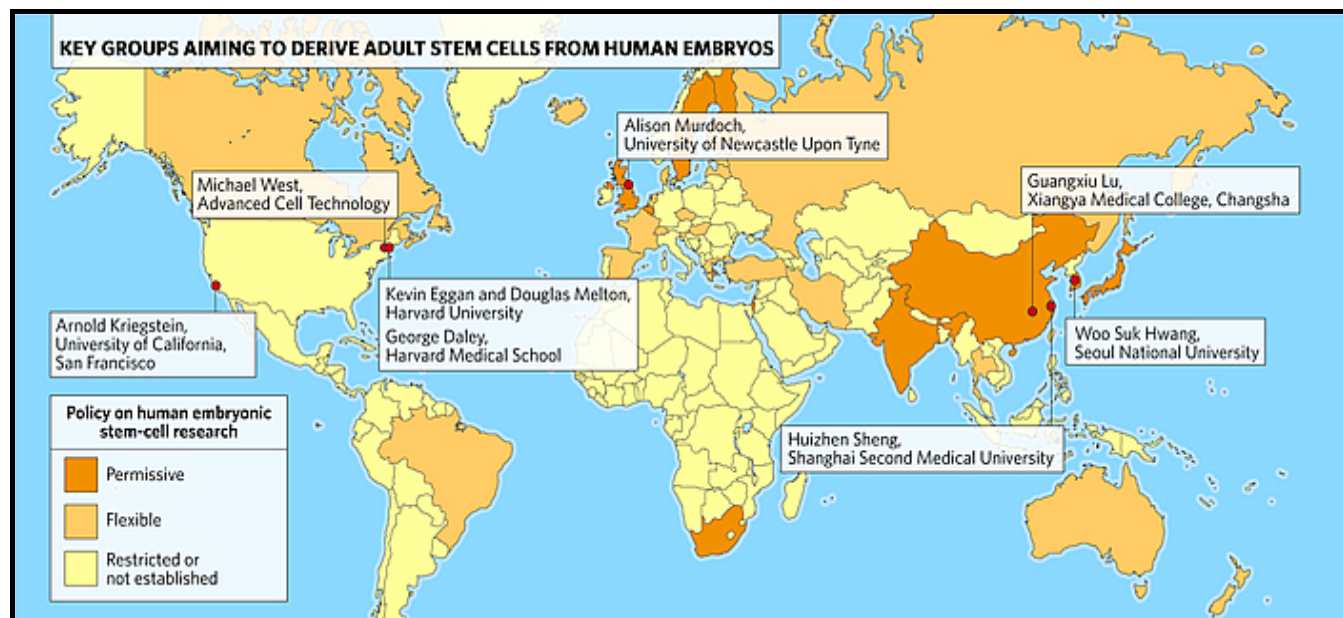 KEY GROUPS AIMING TO DERIVE ADULT STEM CELLS FROM HUMAN EMBRYOS
Alison Murdoch,
University of Newcastle Upon Tyne
Michael West,
Advanced Cell Technology
Guangxiu Lu,
Xiangya Medical College, Changsha
Kevin Eggan and Douglas Melton,
Harvard University
George Daley,
Harvard Medical School
Arnold Kriegstein,
University of California,
San Francisco
Woo Suk Hwang,
Seoul National University
Huizhen Sheng,
Shanghai Second Medical University
Policy on human embryonic
stem-cell research
Permissive
Flexible
Restricted or
not established